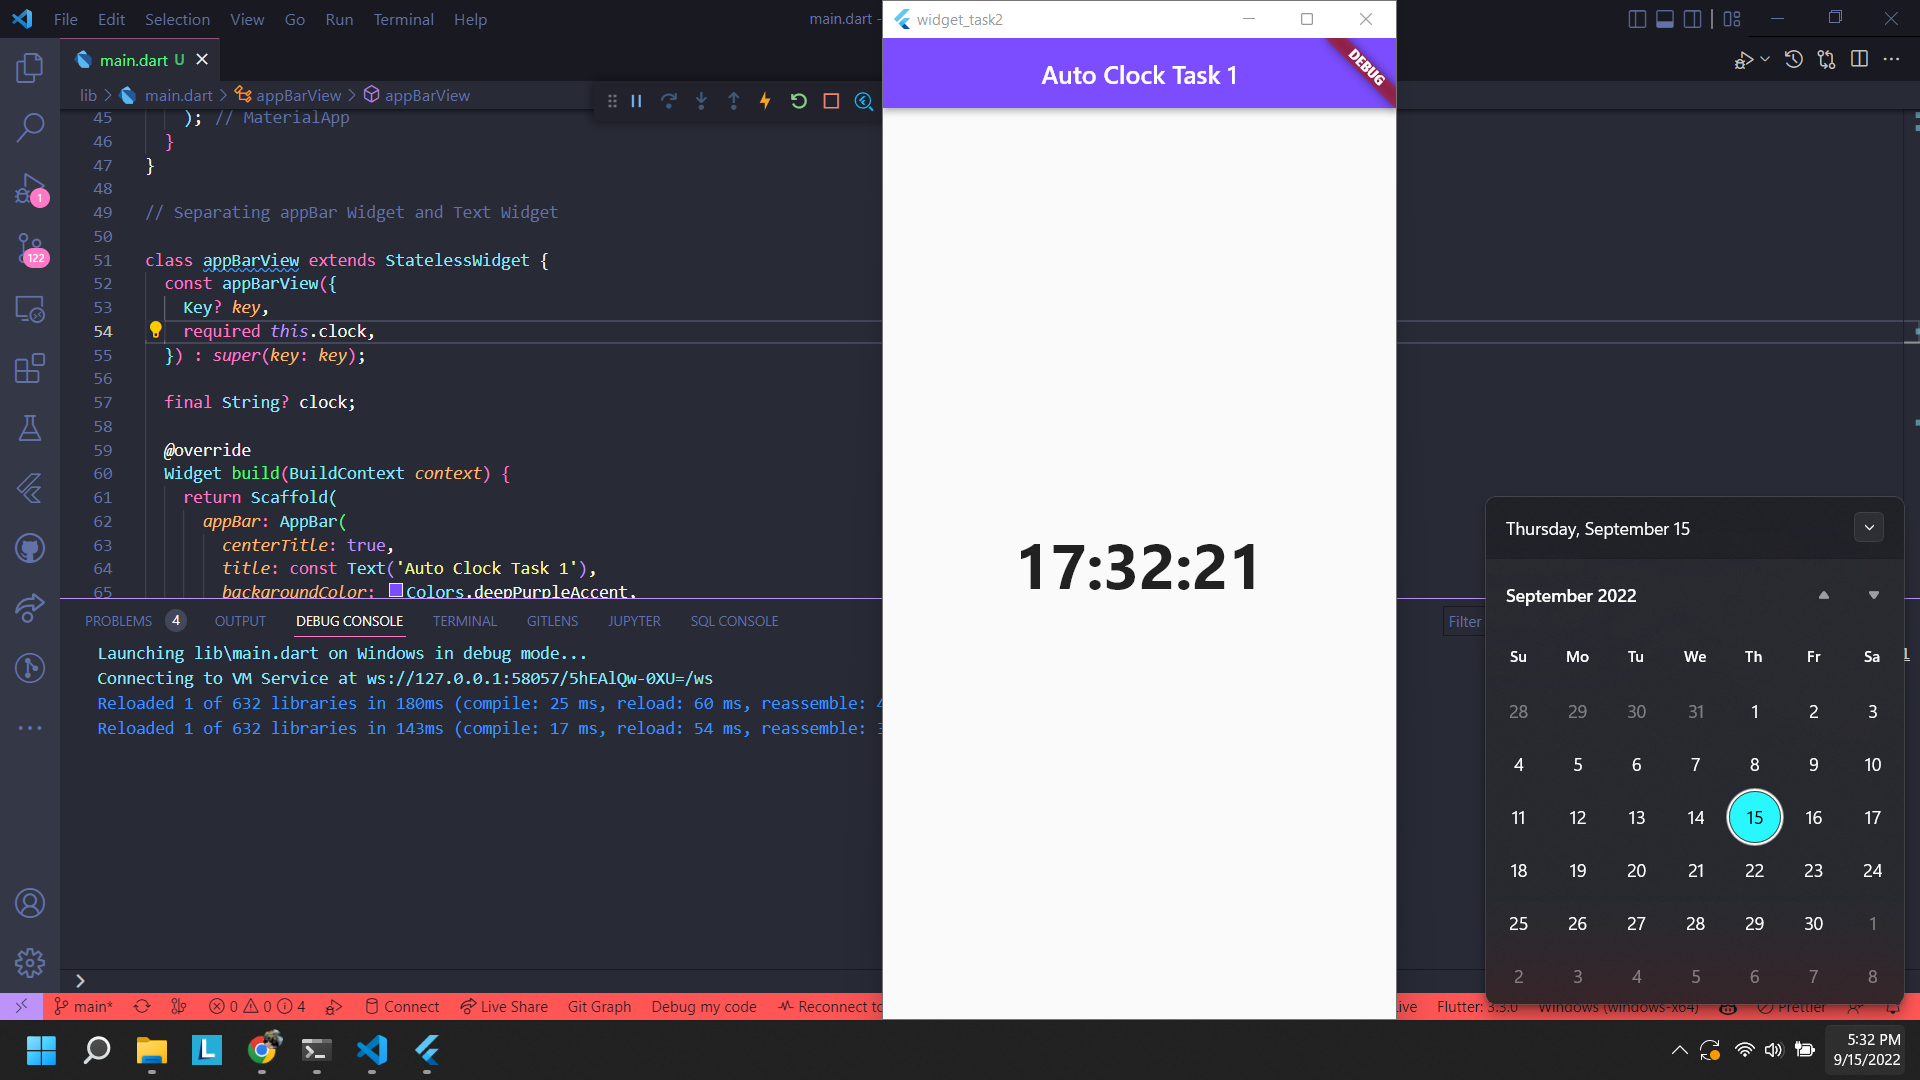 File Edit Selection View Go Run Terminal Help
main.dart -
widget_task2
main.dart U
lib > main.dart > appBarView > appBarView
Auto Clock Task 1
DEBUG
45 ); // MaterialApp
46 }
47 }
48
49 // Separating appBar Widget and Text Widget
50
51 class appBarView extends StatelessWidget {
52 const appBarView({
53 Key? key,
54 required this.clock,
55 }) : super(key: key);
56
57 final String? clock;
58
59 @override
60 Widget build(BuildContext context) {
61 return Scaffold(
62 appBar: AppBar(
63 centerTitle: true,
64 title: const Text('Auto Clock Task 1'),
65 backgroundColor: Colors.deepPurpleAccent,
1
122
17:32:21
PROBLEMS 4 OUTPUT DEBUG CONSOLE TERMINAL GITLENS JUPYTER SQL CONSOLE
Filter
Launching lib\main.dart on Windows in debug mode...
Connecting to VM Service at ws://127.0.0.1:58057/5hEAlQw-0XU=/ws
Reloaded 1 of 632 libraries in 180ms (compile: 25 ms, reload: 60 ms, reassemble:
Reloaded 1 of 632 libraries in 143ms (compile: 17 ms, reload: 54 ms, reassemble:
Thursday, September 15
September 2022
Su Mo Tu We Th Fr Sa
28 29 30 31 1 2 3
4 5 6 7 8 9 10
11 12 13 14 15 16 17
18 19 20 21 22 23 24
25 26 27 28 29 30 1
2 3 4 5 6 7 8
main* 0 0 4 Connect Live Share Git Graph Debug my code Reconnect to
Flutter: 3.3.0 Windows (windows-x64) Prettier
L
5:32 PM
9/15/2022